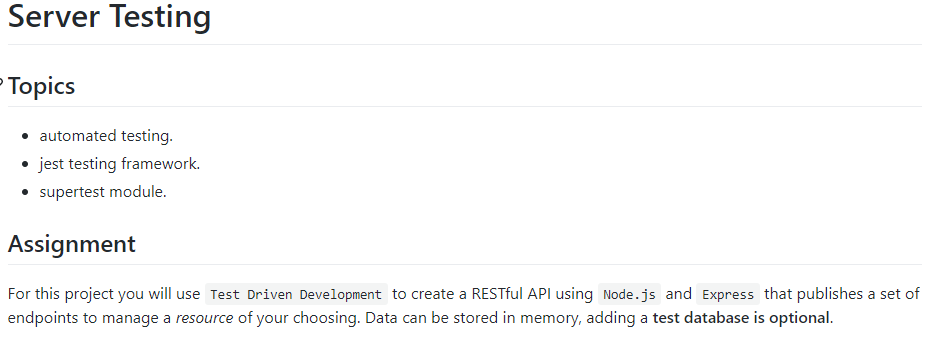 Server Testing
Topics
• automated testing.
• jest testing framework.
• supertest module.
Assignment
For this project you will use Test Driven Development to create a RESTful API using Node.js and Express that publishes a set of
endpoints to manage a resource of your choosing. Data can be stored in memory, adding a test database is optional.